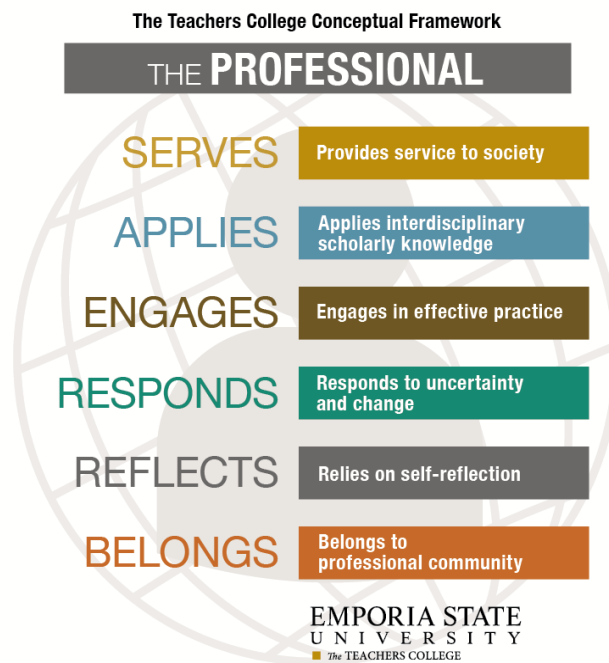 The Teachers College Conceptual Framework
THE PROFESSIONAL
SERVES
Provides service to society
APPLIES
Applies interdisciplinary
scholarly knowledge
ENGAGES
Engages in effective practice
RESPONDS
Responds to uncertainty
and change
REFLECTS
Relies on self-reflection
BELONGS
Belongs to
professional community
EMPORIA STATE
UNIVERSITY
The TEACHERS COLLEGE